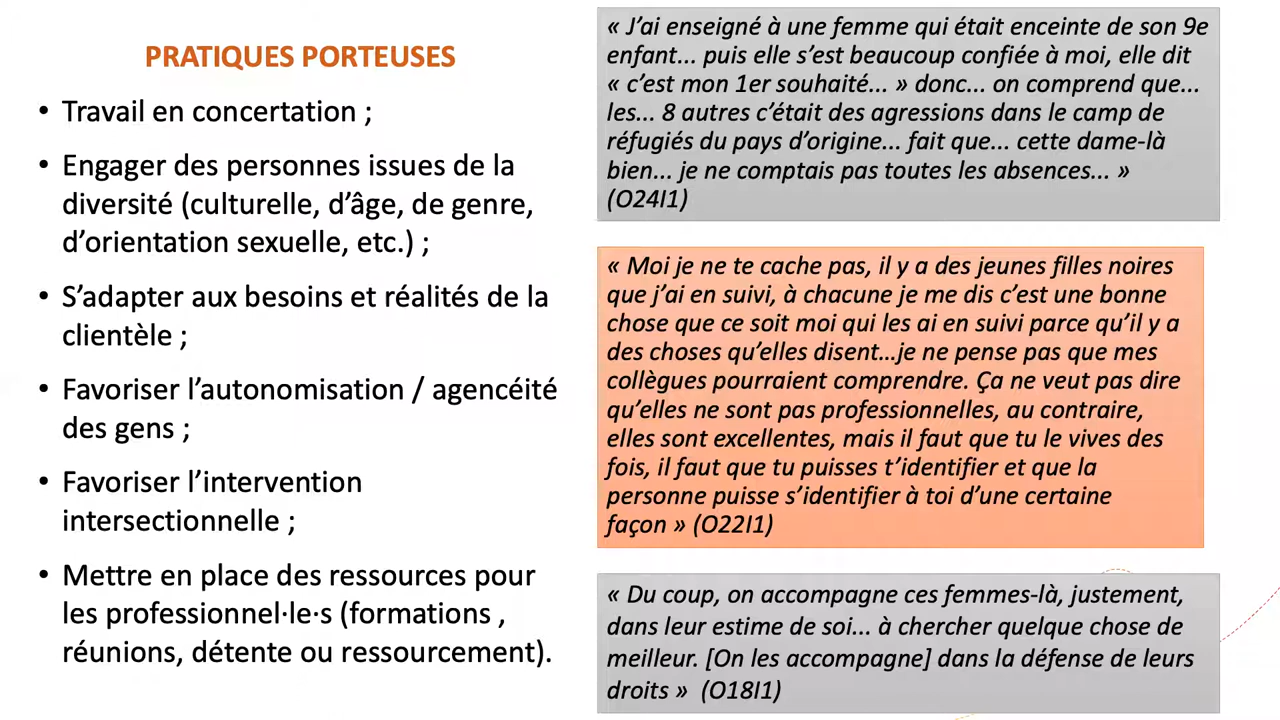 PRATIQUES PORTEUSES
• Travail en concertation ;
• Engager des personnes issues de la
diversité (culturelle, d’âge, de genre,
d’orientation sexuelle, etc.) ;
• S’adapter aux besoins et réalités de la
clientèle ;
• Favoriser l’autonomisation / agencéité
des gens ;
• Favoriser l’intervention
intersectionnelle ;
• Mettre en place des ressources pour
les professionnel·le·s (formations ,
réunions, détente ou ressourcement).
« J’ai enseigné à une femme qui était enceinte de son 9e
enfant... puis elle s’est beaucoup confiée à moi, elle dit
« c’est mon 1er souhaité... » donc... on comprend que...
les... 8 autres c’était des agressions dans le camp de
réfugiés du pays d’origine... fait que... cette dame-là
bien... je ne comptais pas toutes les absences... »
(O24I1)
« Moi je ne te cache pas, il y a des jeunes filles noires
que j’ai en suivi, à chacune je me dis c’est une bonne
chose que ce soit moi qui les ai en suivi parce qu’il y a
des choses qu’elles disent…je ne pense pas que mes
collègues pourraient comprendre. Ça ne veut pas dire
qu’elles ne sont pas professionnelles, au contraire,
elles sont excellentes, mais il faut que tu le vives des
fois, il faut que tu puisses t’identifier et que la
personne puisse s’identifier à toi d’une certaine
façon » (O22I1)
« Du coup, on accompagne ces femmes-là, justement,
dans leur estime de soi... à chercher quelque chose de
meilleur. [On les accompagne] dans la défense de leurs
droits » (O18I1)